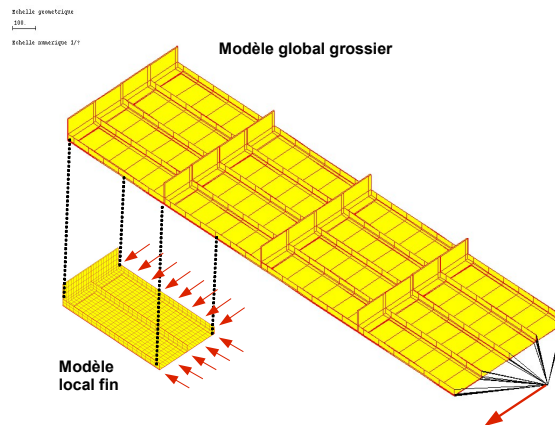 Echelle geometrique
100.
Echelle numerique 1/?
Modèle global grossier
Modèle
local fin